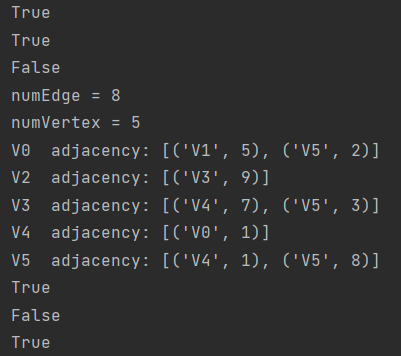 True
True
False
numEdge = 8
numVertex = 5
V0  adjacency: [('V1', 5), ('V5', 2)]
V2  adjacency: [('V3', 9)]
V3  adjacency: [('V4', 7), ('V5', 3)]
V4  adjacency: [('V0', 1)]
V5  adjacency: [('V4', 1), ('V5', 8)]
True
False
True